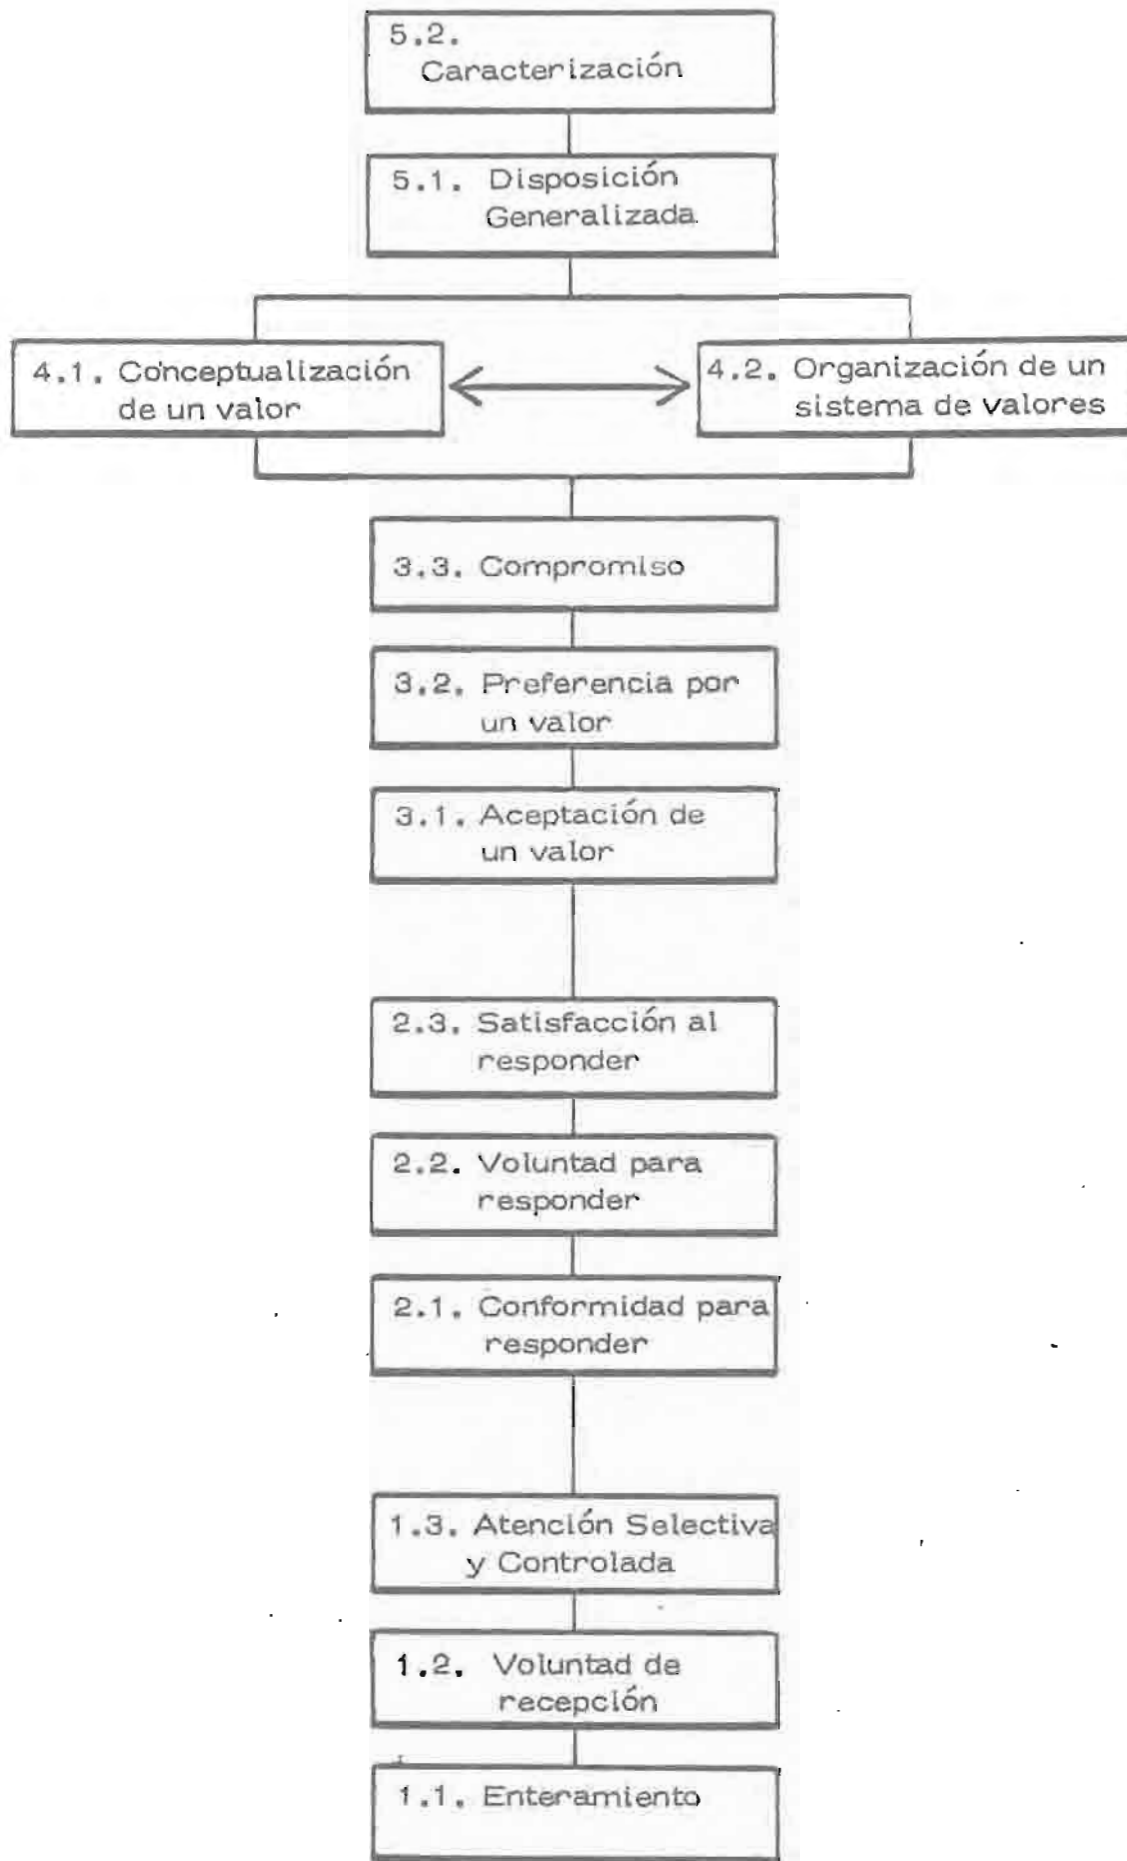 5.2.
Caracterización
5.1. Disposición
Generalizada
4.1. Conceptualización
de un valor
4.2. Organización de un
sistema de valores
3.3. Compromiso
3.2. Preferencia por
un valor
3.1. Aceptación de
un valor
2.3. Satisfacción al
responder
2.2. Voluntad para
responder
2.1. Conformidad para
responder
1.3. Atención Selectiva
y Controlada
1.2. Voluntad de
recepción
1.1. Enteramiento